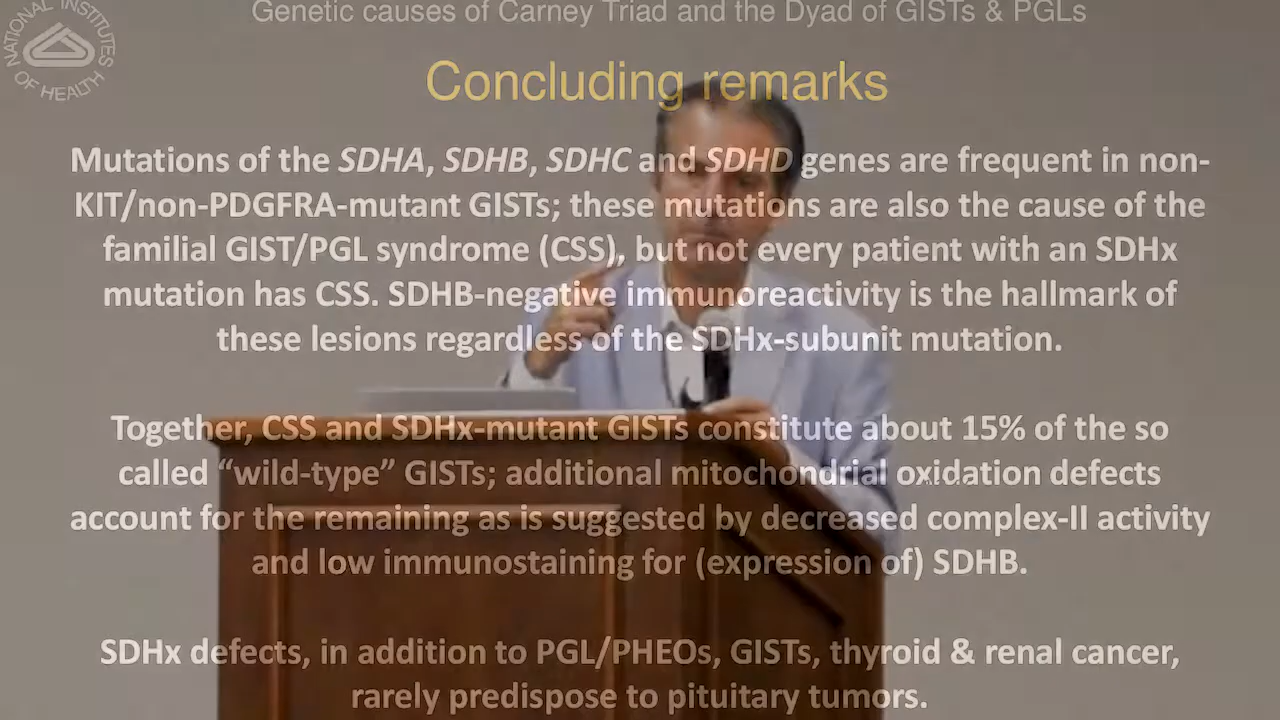 Genetic causes of Carney Triad and the Dyad of GISTs & PGLs
NATIONAL INSTITUTES
OF HEALTH
Concluding remarks
Mutations of the SDHA, SDHB, SDHC and SDHD genes are frequent in non-
KIT/non-PDGFRA-mutant GISTs; these mutations are also the cause of the
familial GIST/PGL syndrome (CSS), but not every patient with an SDHx
mutation has CSS. SDHB-negative immunoreactivity is the hallmark of
these lesions regardless of the SDHx-subunit mutation.
Together, CSS and SDHx-mutant GISTs constitute about 15% of the so
called “wild-type” GISTs; additional mitochondrial oxidation defects
account for the remaining as is suggested by decreased complex-II activity
and low immunostaining for (expression of) SDHB.
SDHx defects, in addition to PGL/PHEOs, GISTs, thyroid & renal cancer,
rarely predispose to pituitary tumors.